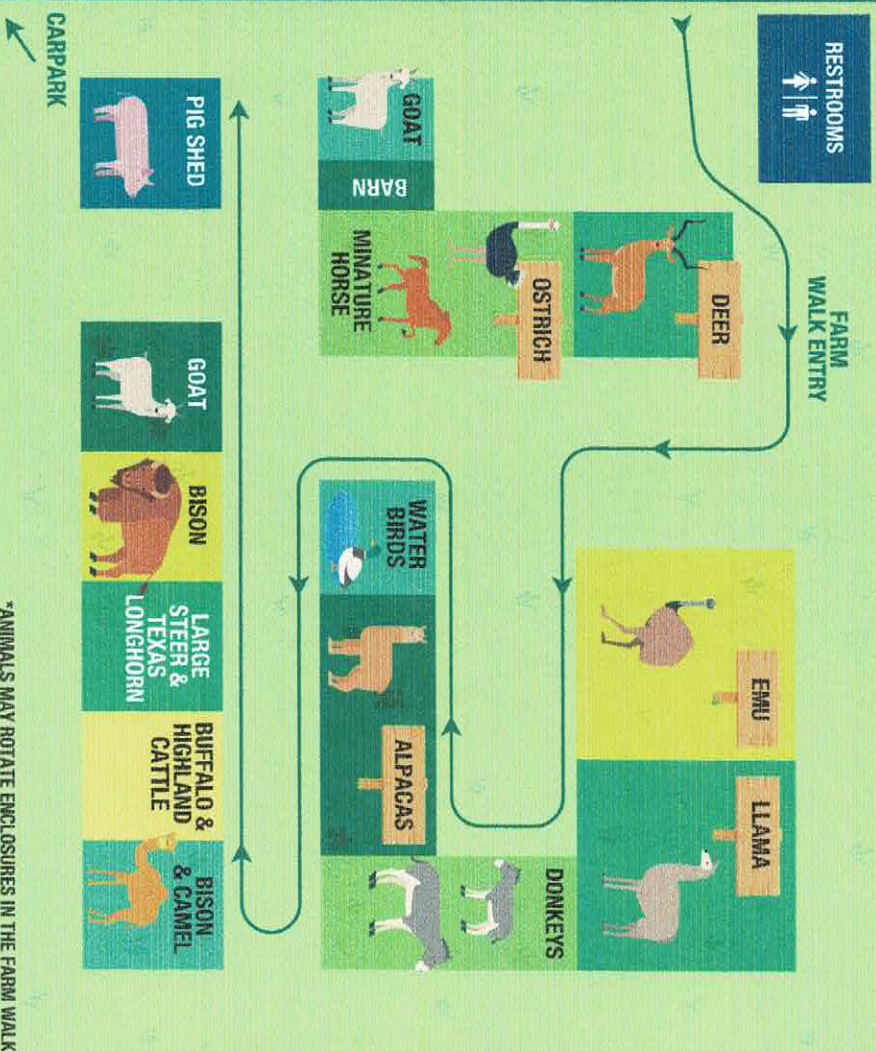 RESTROOMS
FARM
WALK ENTRY
DEER
EMU
LLAMA
OSTRICH
MINATURE
HORSE
BARN
GOAT
DONKEYS
WATER
BIRDS
ALPACAS
PIG SHED
GOAT
BISON
LARGE
STEER &
TEXAS
LONGHORN
BUFFALO &
HIGHLAND
CATTLE
BISON
& CAMEL
CARPARK
*ANIMALS MAY ROTATE ENCLOSURES IN THE FARM WALK